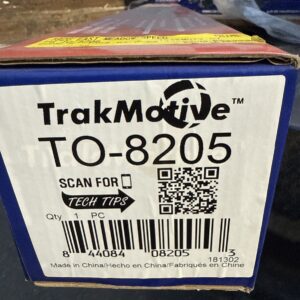 TrakMotive™
TO-8205
SCAN FOR
TECH TIPS
Qty 1 PC
8 44084 08205 3
181302
Made in China/Hecho en China/Fabriqués en Chine